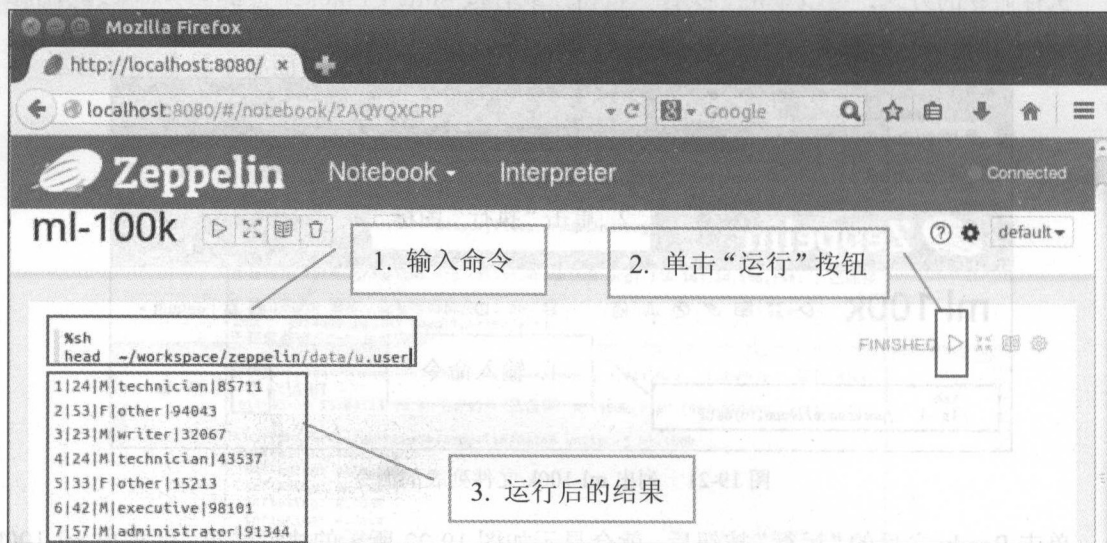 Mozilla Firefox
http://localhost:8080/
localhost:8080/#/notebook/2AQYQXCRP
Google
Zeppelin Notebook Interpreter Connected
ml-100k default
1. 输入命令
2. 单击“运行”按钮
%sh
head ~/workspace/zeppelin/data/u.user
FINISHED
1|24|M|technician|85711
2|53|F|other|94043
3|23|M|writer|32067
4|24|M|technician|43537
5|33|F|other|15213
6|42|M|executive|98101
7|57|M|administrator|91344
3. 运行后的结果